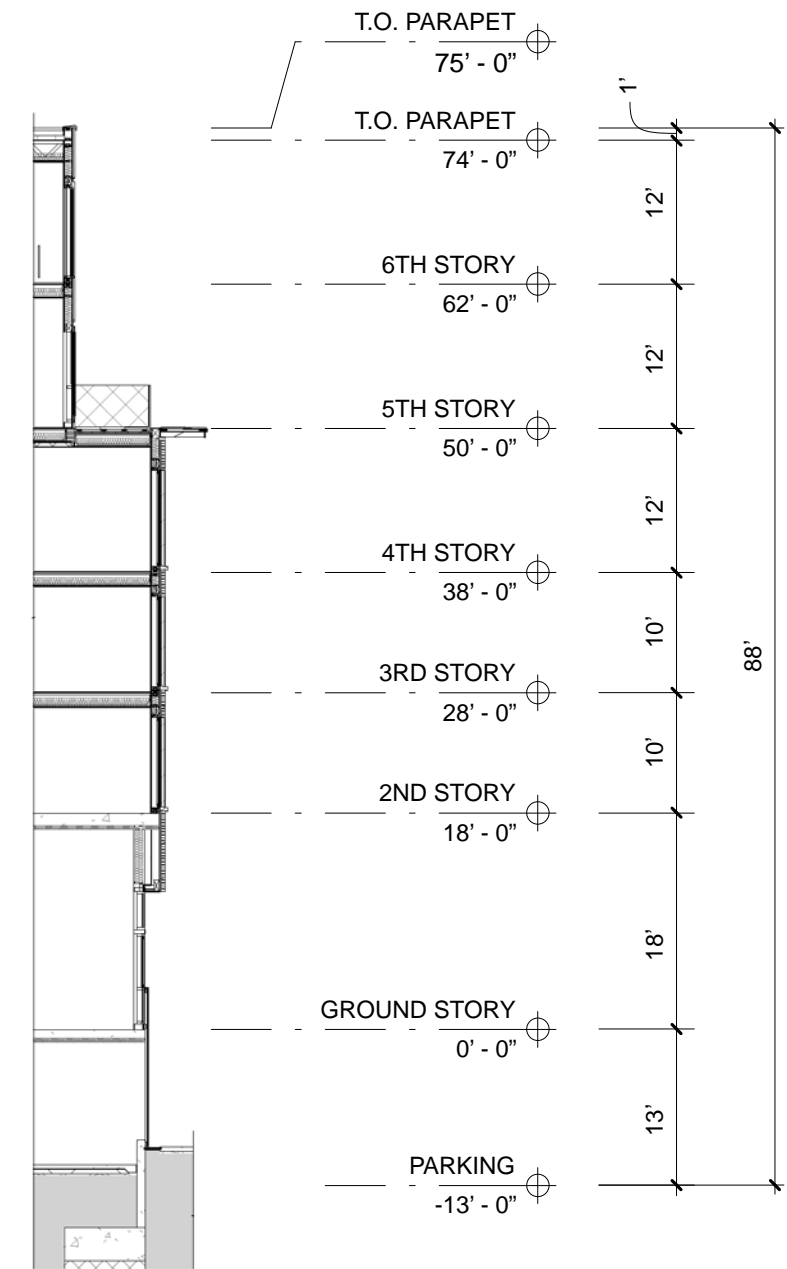 T.O. PARAPET
75' - 0"
1'
T.O. PARAPET
74' - 0"
12'
6TH STORY
62' - 0"
12'
5TH STORY
50' - 0"
12'
4TH STORY
38' - 0"
10'
88'
3RD STORY
28' - 0"
10'
2ND STORY
18' - 0"
18'
GROUND STORY
0' - 0"
13'
PARKING
-13' - 0"